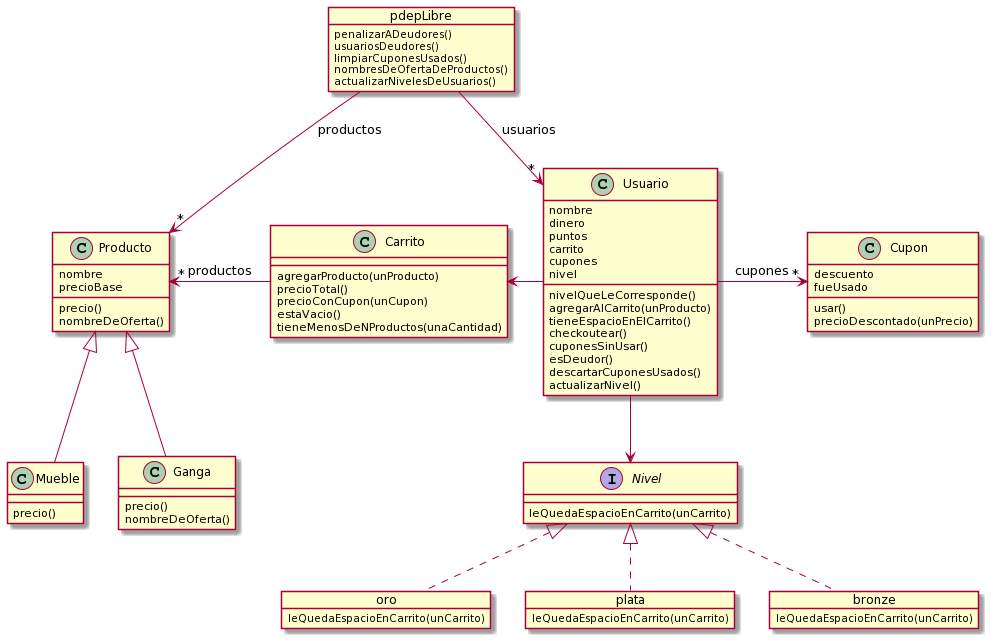 pdepLibre
penalizarADeudores()
usuariosDeudores()
limpiarCuponesUsados()
nombresDeOfertaDeProductos()
actualizarNivelesDeUsuarios()
productos
usuarios
*
*
C Usuario
nombre
dinero
puntos
carrito
cupones
nivel
nivelQueLeCorresponde()
agregarAlCarrito(unProducto)
tieneEspacioEnElCarrito()
checkoutear()
cuponesSinUsar()
esDeudor()
descartarCuponesUsados()
actualizarNivel()
C Producto
nombre
precioBase
precio()
nombreDeOferta()
* productos
C Carrito
agregarProducto(unProducto)
precioTotal()
precioConCupon(unCupon)
estaVacio()
tieneMenosDeNProductos(unaCantidad)
cupones *
C Cupon
descuento
fueUsado
usar()
precioDescontado(unPrecio)
C Mueble
precio()
C Ganga
precio()
nombreDeOferta()
I Nivel
leQuedaEspacioEnCarrito(unCarrito)
oro
leQuedaEspacioEnCarrito(unCarrito)
plata
leQuedaEspacioEnCarrito(unCarrito)
bronze
leQuedaEspacioEnCarrito(unCarrito)